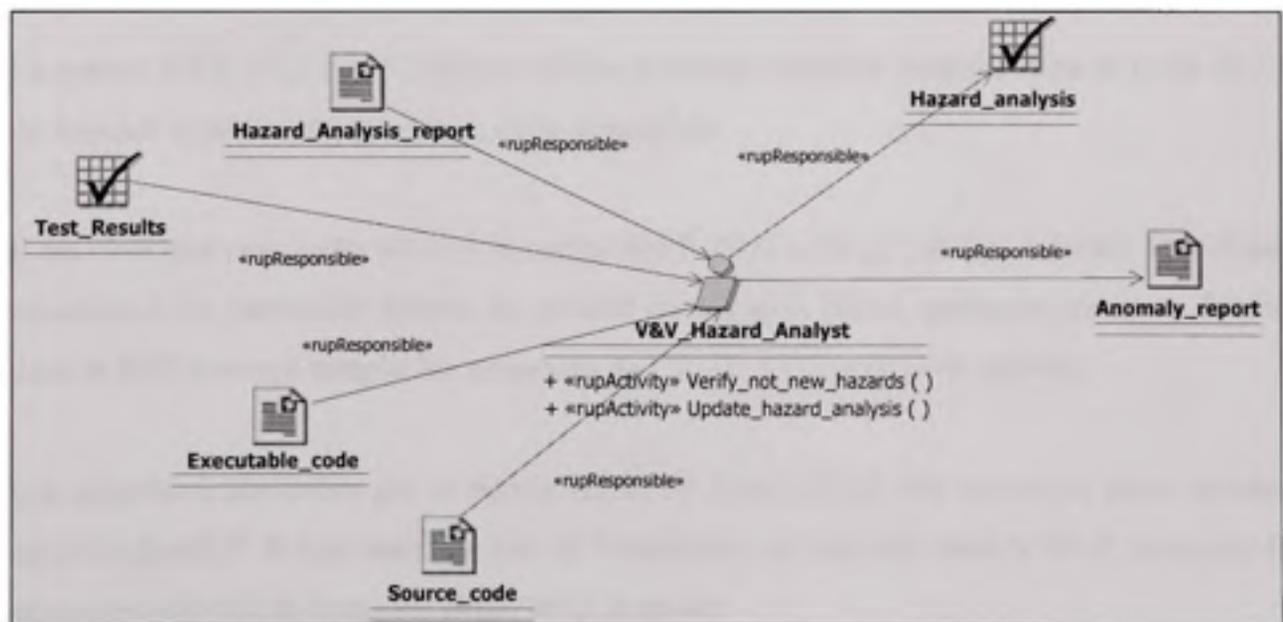 Hazard_analysis
Hazard_Analysis_report
«rupResponsible»
«rupResponsible»
Test_Results
«rupResponsible»
«rupResponsible»
Anomaly_report
V&V_Hazard_Analyst
«rupResponsible»
+ «rupActivity» Verify_not_new_hazards ( )
+ «rupActivity» Update_hazard_analysis ( )
Executable_code
«rupResponsible»
Source_code